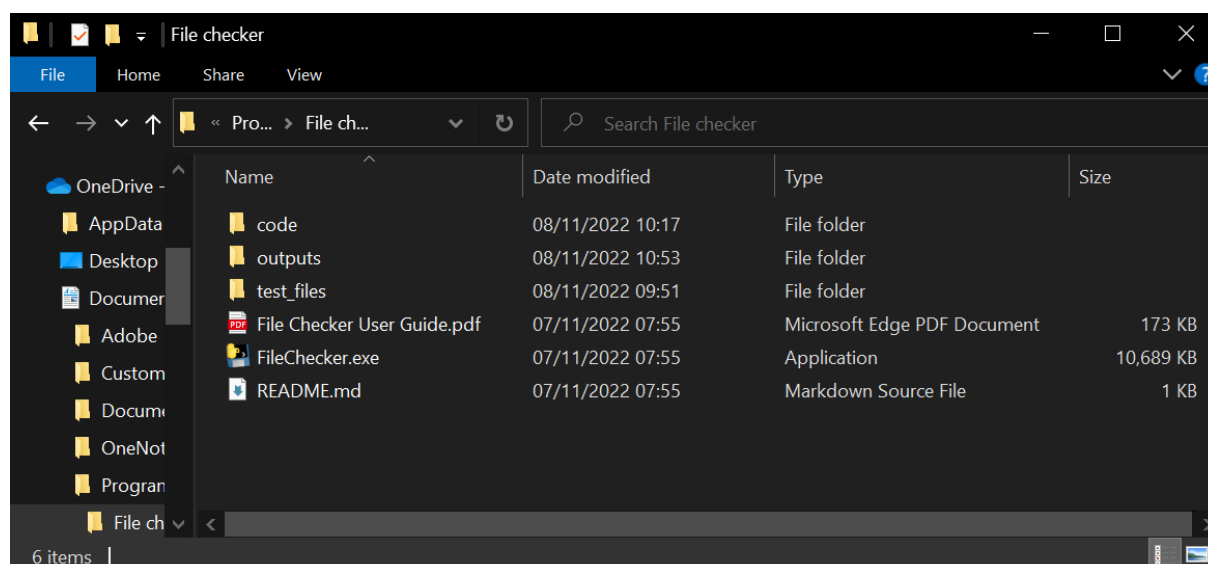 File checker
File Home Share View
« Pro... > File ch... Search File checker
Name Date modified Type Size
OneDrive -
AppData
Desktop
Documer
Adobe
Custom
Docume
OneNot
Progran
File ch
code 08/11/2022 10:17 File folder
outputs 08/11/2022 10:53 File folder
test_files 08/11/2022 09:51 File folder
File Checker User Guide.pdf 07/11/2022 07:55 Microsoft Edge PDF Document 173 KB
FileChecker.exe 07/11/2022 07:55 Application 10,689 KB
README.md 07/11/2022 07:55 Markdown Source File 1 KB
6 items